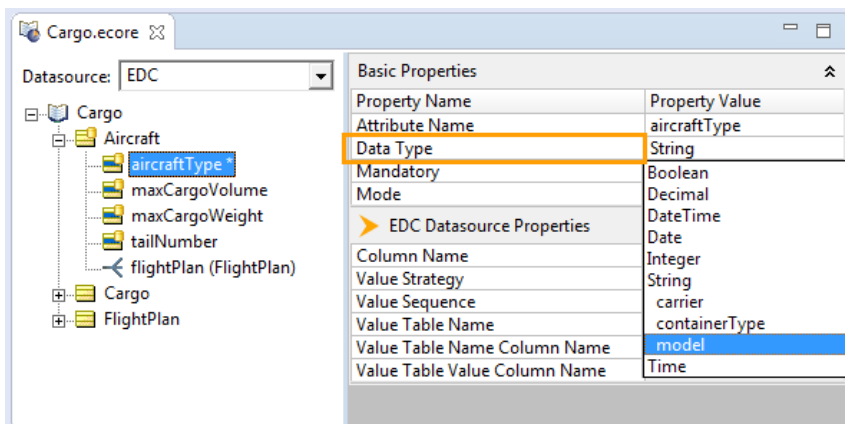 Cargo.ecore
Datasource: EDC
Cargo
Aircraft
aircraftType *
maxCargoVolume
maxCargoWeight
tailNumber
flightPlan (FlightPlan)
Cargo
FlightPlan
Basic Properties
Property Name Property Value
Attribute Name aircraftType
Data Type String
Mandatory
Mode
EDC Datasource Properties
Column Name
Value Strategy
Value Sequence
Value Table Name
Value Table Name Column Name
Value Table Value Column Name
Boolean
Decimal
DateTime
Date
Integer
String
carrier
containerType
model
Time